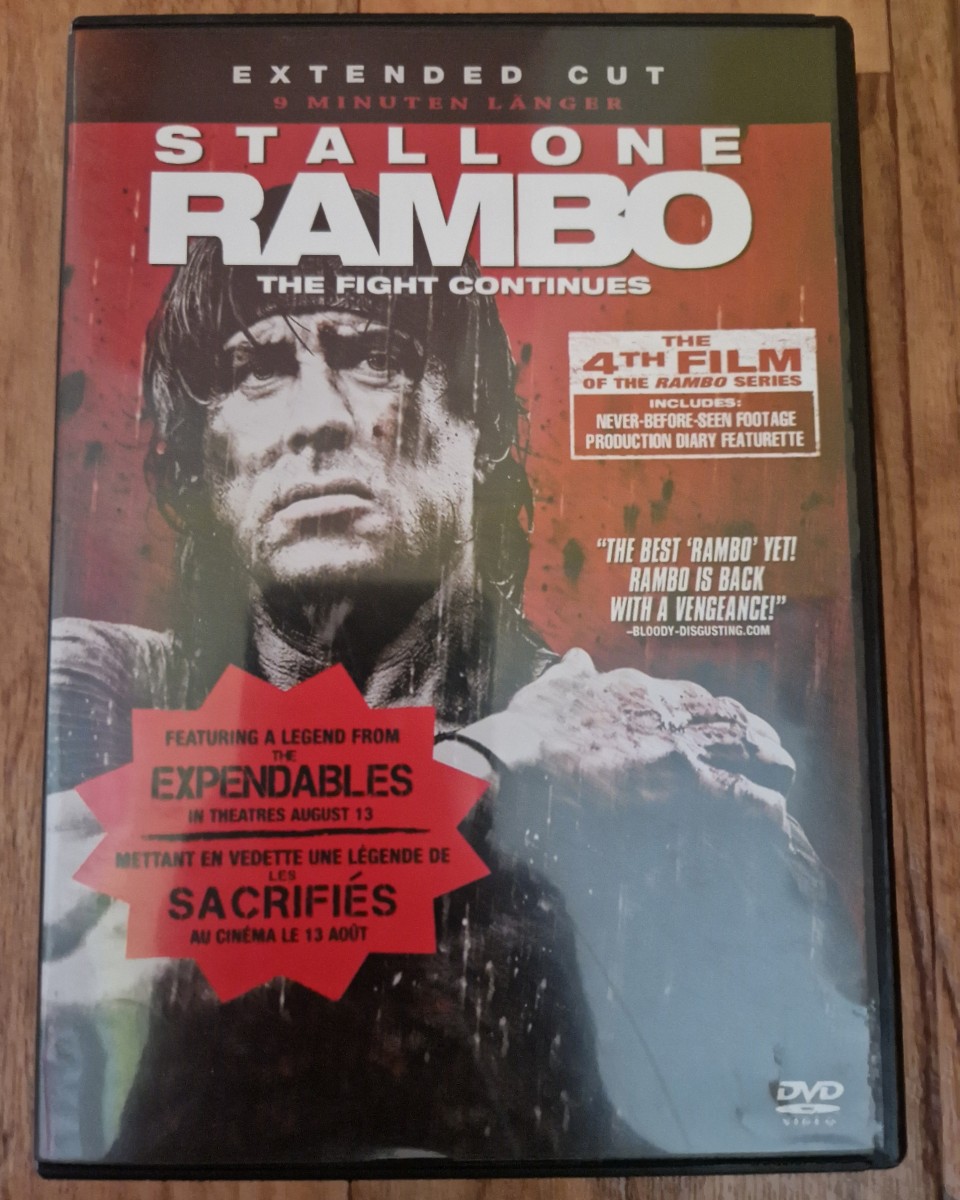 EXTENDED CUT
9 MINUTEN LÄNGER
STALLONE
RAMBO
THE FIGHT CONTINUES
THE
4TH FILM
OF THE RAMBO SERIES
INCLUDES:
NEVER-BEFORE-SEEN FOOTAGE
PRODUCTION DIARY FEATURETTE
"THE BEST 'RAMBO' YET!
RAMBO IS BACK
WITH A VENGEANCE!"
–BLOODY-DISGUSTING.COM
FEATURING A LEGEND FROM
THE
EXPENDABLES
IN THEATRES AUGUST 13
METTANT EN VEDETTE UNE LÉGENDE DE
LES
SACRIFIÉS
AU CINÉMA LE 13 AOÛT
DVD
VIDEO